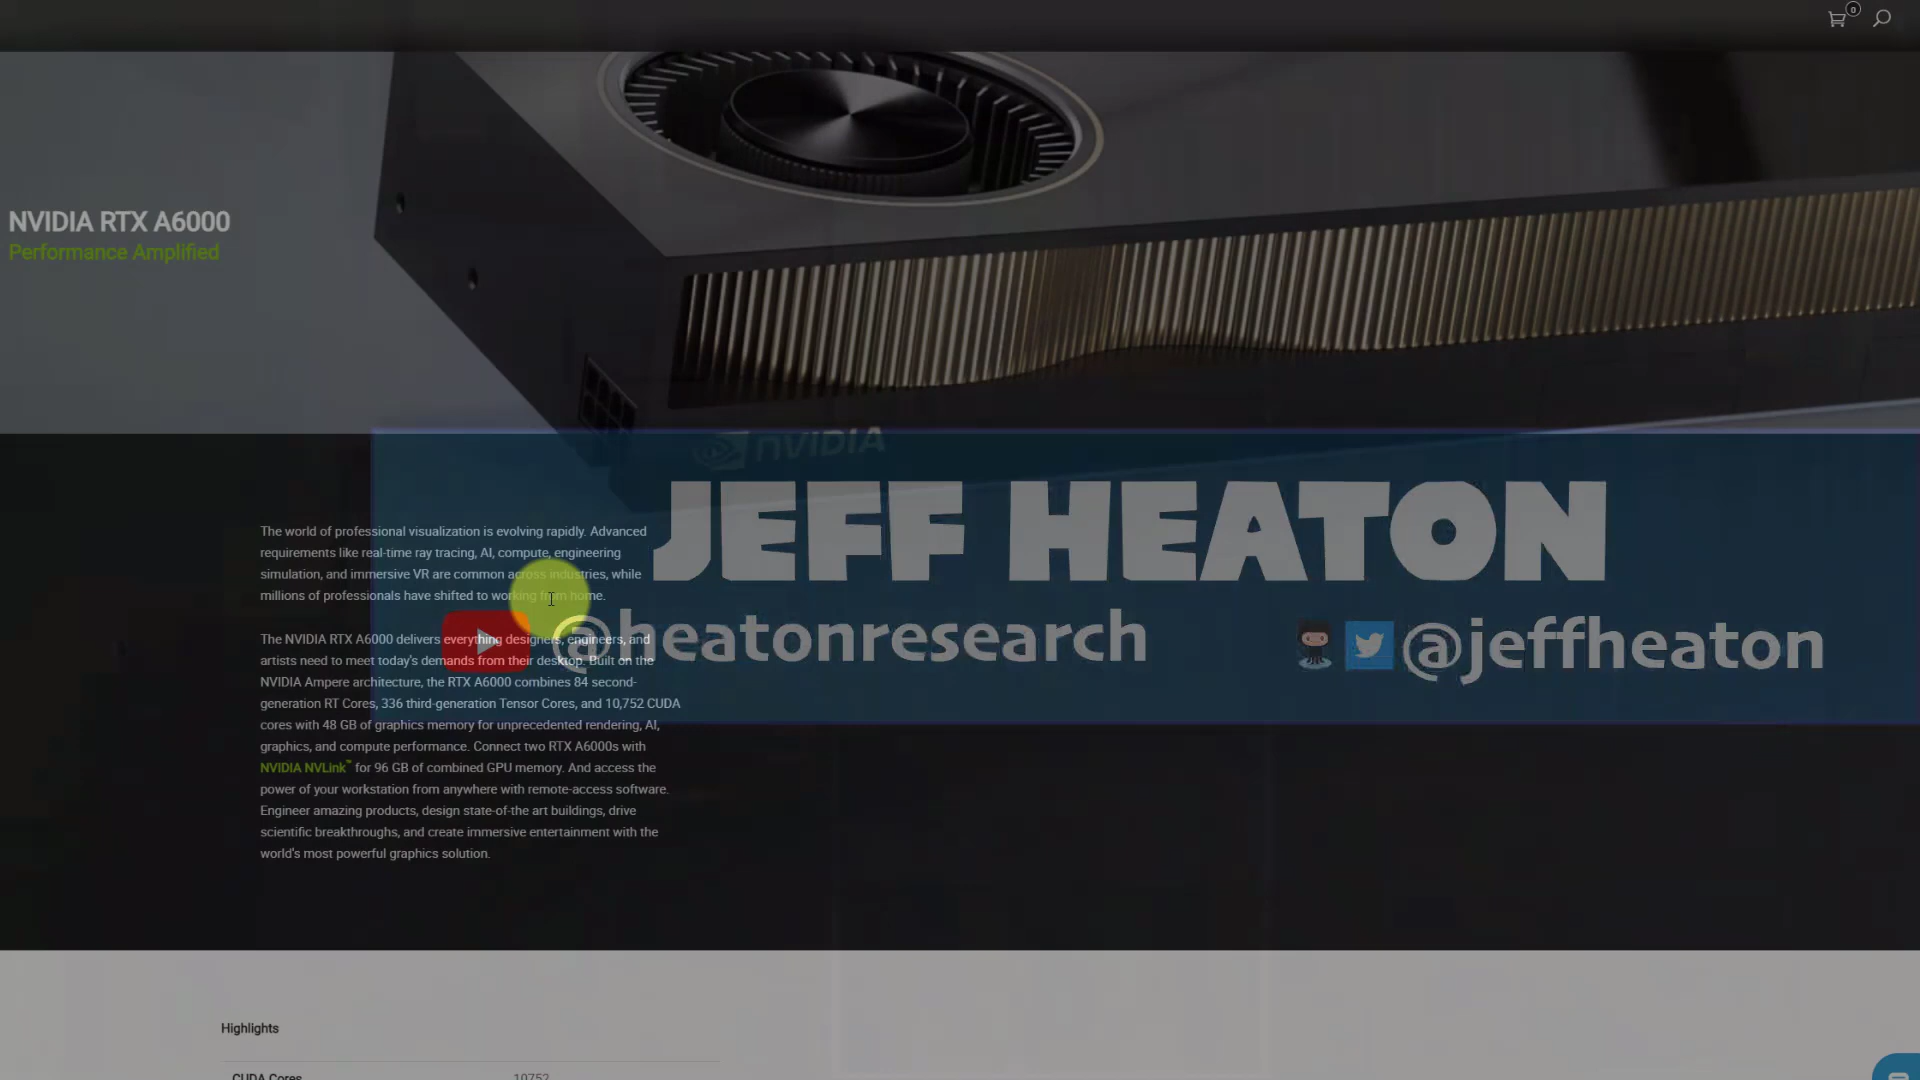 0
NVIDIA RTX A6000
Performance Amplified
NVIDIA
JEFF HEATON
@heatonresearch
@jeffheaton
The world of professional visualization is evolving rapidly. Advanced
requirements like real-time ray tracing, AI, compute, engineering
simulation, and immersive VR are common across industries, while
millions of professionals have shifted to working from home.
The NVIDIA RTX A6000 delivers everything designers, engineers, and
artists need to meet today's demands from their desktop. Built on the
NVIDIA Ampere architecture, the RTX A6000 combines 84 second-
generation RT Cores, 336 third-generation Tensor Cores, and 10,752 CUDA
cores with 48 GB of graphics memory for unprecedented rendering, AI,
graphics, and compute performance. Connect two RTX A6000s with
NVIDIA NVLink™ for 96 GB of combined GPU memory. And access the
power of your workstation from anywhere with remote-access software.
Engineer amazing products, design state-of-the art buildings, drive
scientific breakthroughs, and create immersive entertainment with the
world's most powerful graphics solution.
Highlights
CUDA Cores 10752